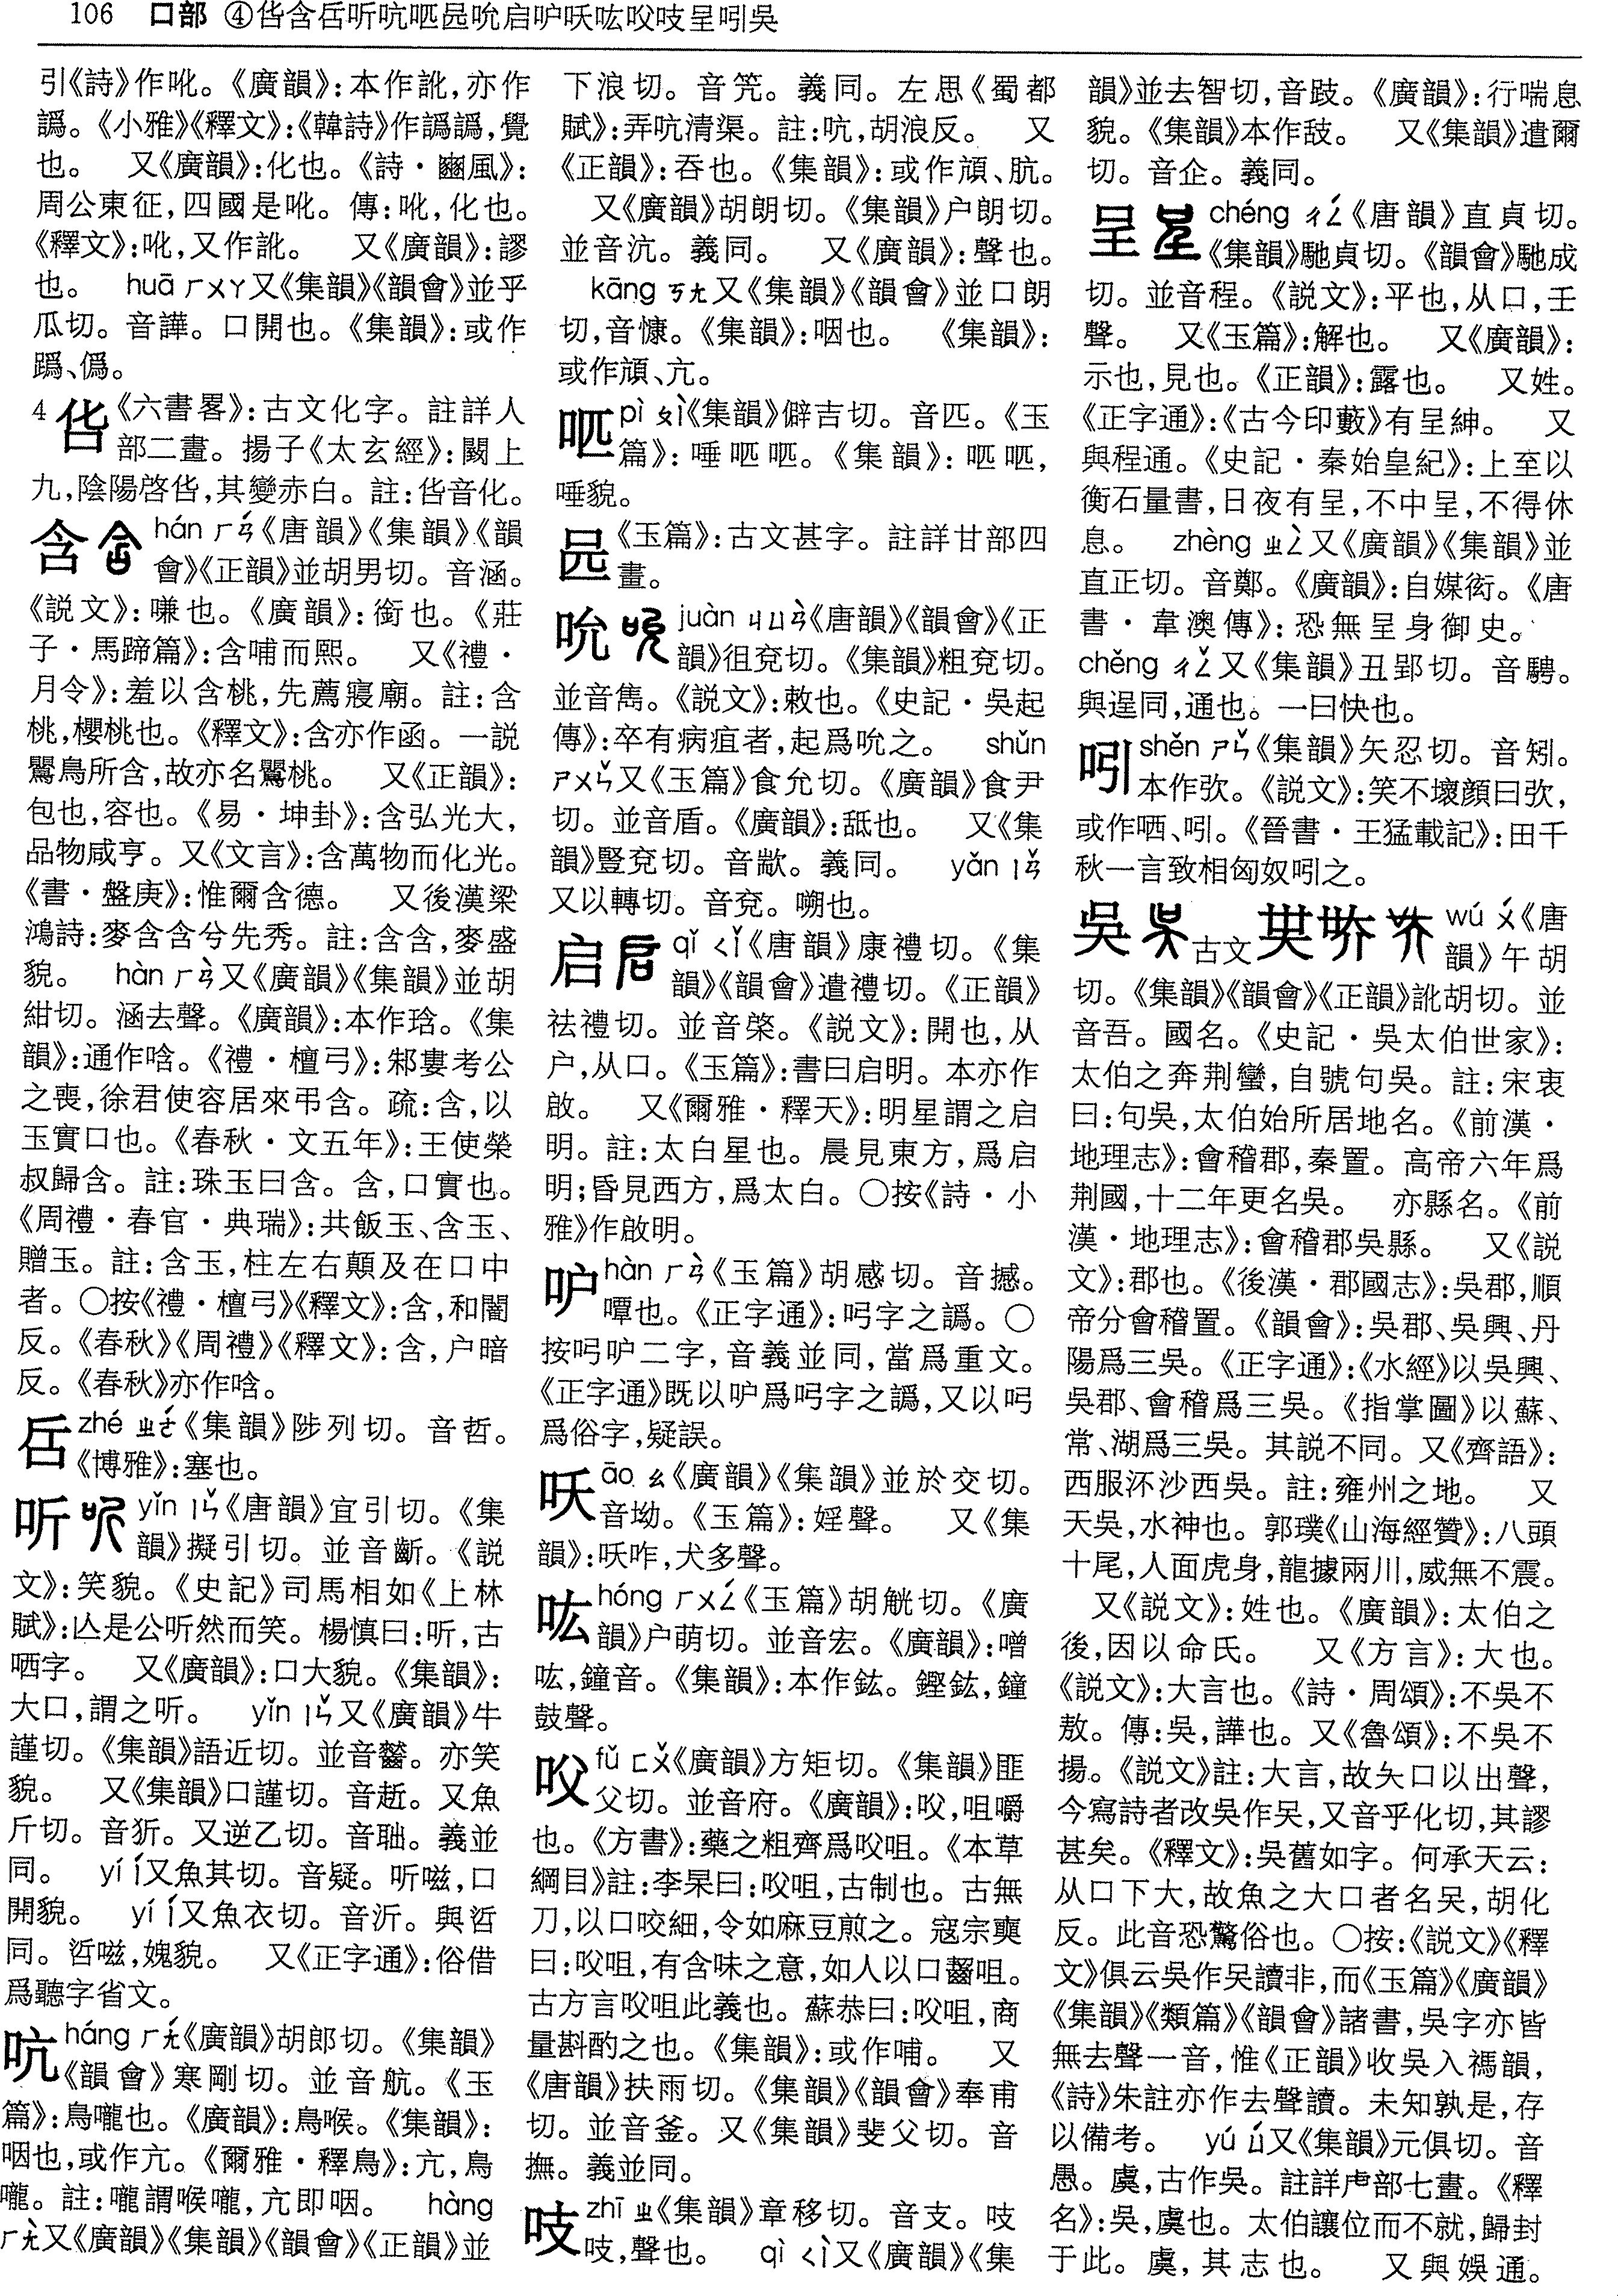 106 口部 ④㕦含𠯑听吭呬㖞吮启𠯠㕭吰㕮吱呈吲吳
引《詩》作吪。《廣韻》:本作訛,亦作
譌。《小雅》《釋文》:《韓詩》作譌譌,覺
也。 又《廣韻》:化也。《詩·豳風》:
周公東征,四國是吪。傳:吪,化也。
《釋文》:吪,又作訛。 又《廣韻》:謬
也。 huā ㄏㄨㄚ又《集韻》《韻會》並乎
瓜切。音譁。口開也。《集韻》:或作
蹋、僞。
4 《六書畧》:古文化字。註詳人
部二畫。揚子《太玄經》:闕上
九,陰陽啓㕦,其變赤白。註:㕦音化。
含 hán ㄏㄢˊ《唐韻》《集韻》《韻
會》《正韻》並胡男切。音涵。
《説文》:嗛也。《廣韻》:銜也。《莊
子·馬蹄篇》:含哺而熙。 又《禮·
月令》:羞以含桃,先薦寢廟。註:含
桃,櫻桃也。《釋文》:含亦作函。一説
鸎鳥所含,故亦名鸎桃。 又《正韻》:
包也,容也。《易·坤卦》:含弘光大,
品物咸亨。又《文言》:含萬物而化光。
《書·盤庚》:惟爾含德。 又後漢梁
鴻詩:麥含含兮先秀。註:含含,麥盛
貌。 hàn ㄏㄢˋ又《廣韻》《集韻》並胡
紺切。涵去聲。《廣韻》:本作琀。《集
韻》:通作唅。《禮·檀弓》:邾婁考公
之喪,徐君使容居來弔含。疏:含,以
玉實口也。《春秋·文五年》:王使榮
叔歸含。註:珠玉曰含。含,口實也。
《周禮·春官·典瑞》:共飯玉、含玉、
贈玉。註:含玉,柱左右顛及在口中
者。○按《禮·檀弓》《釋文》:含,和闇
反。《春秋》《周禮》《釋文》:含,户暗
反。《春秋》亦作唅。
zhé ㄓㄜˊ《集韻》陟列切。音哲。
《博雅》:塞也。
听 yǐn ㄧㄣˇ《唐韻》宜引切。《集
韻》擬引切。並音齗。《説
文》:笑貌。《史記》司馬相如《上林
賦》:亾是公听然而笑。楊慎曰:听,古
哂字。 又《廣韻》:口大貌。《集韻》:
大口,謂之听。 yǐn ㄧㄣˇ又《廣韻》牛
謹切。《集韻》語近切。並音齾。亦笑
貌。 又《集韻》口謹切。音赾。又魚
斤切。音狋。又逆乙切。音聉。義並
同。 yí ㄧˊ又魚其切。音疑。听嗞,口
開貌。 yí ㄧˊ又魚衣切。音沂。與㖄
同。㖄嗞,媿貌。 又《正字通》:俗借
爲聽字省文。
吭 háng ㄏㄤˊ《廣韻》胡郎切。《集韻》
《韻會》寒剛切。並音航。《玉
篇》:鳥嚨也。《廣韻》:鳥喉。《集韻》:
咽也,或作亢。《爾雅·釋鳥》:亢,鳥
嚨。註:嚨謂喉嚨,亢即咽。 hàng
ㄏㄤˋ又《廣韻》《集韻》《韻會》《正韻》並
下浪切。音笐。義同。左思《蜀都
賦》:弄吭清渠。註:吭,胡浪反。 又
《正韻》:吞也。《集韻》:或作頏、肮。
又《廣韻》胡朗切。《集韻》户朗切。
並音沆。義同。 又《廣韻》:聲也。
kāng ㄎㄤ又《集韻》《韻會》並口朗
切,音慷。《集韻》:咽也。 《集韻》:
或作頏、亢。
pì ㄆㄧˋ《集韻》僻吉切。音匹。《玉
篇》:唾㕵㕵。《集韻》:㕵㕵,
唾貌。
《玉篇》:古文甚字。註詳甘部四
畫。
吮 juàn ㄐㄩㄢˋ《唐韻》《韻會》《正
韻》徂兗切。《集韻》粗兗切。
並音雋。《説文》:敕也。《史記·吳起
傳》:卒有病疽者,起爲吮之。 shǔn
ㄕㄨㄣˇ又《玉篇》食允切。《廣韻》食尹
切。並音盾。《廣韻》:舐也。 又《集
韻》豎兗切。音歂。義同。 yǎn ㄧㄢˇ
又以轉切。音兗。嗍也。
启 qǐ ㄑㄧˇ《唐韻》康禮切。《集
韻》《韻會》遣禮切。《正韻》
祛禮切。並音棨。《説文》:開也,从
户,从口。《玉篇》:書曰启明。本亦作
啟。 又《爾雅·釋天》:明星謂之启
明。註:太白星也。晨見東方,爲启
明;昏見西方,爲太白。○按《詩·小
雅》作啟明。
hàn ㄏㄢˋ《玉篇》胡感切。音撼。
嘾也。《正字通》:㕤字之譌。○
按㕤𠯠二字,音義並同,當爲重文。
《正字通》既以𠯠爲㕤字之譌,又以㕤
爲俗字,疑誤。
㕭 āo ㄠ《廣韻》《集韻》並於交切。
音坳。《玉篇》:婬聲。 又《集
韻》:㕭咋,犬多聲。
吰 hóng ㄏㄨㄥˊ《玉篇》胡觥切。《廣
韻》户萌切。並音宏。《廣韻》:噌
吰,鐘音。《集韻》:本作鈜。鏗鈜,鐘
鼓聲。
㕮 fǔ ㄈㄨˇ《廣韻》方矩切。《集韻》匪
父切。並音府。《廣韻》:㕮,咀嚼
也。《方書》:藥之粗齊爲㕮咀。《本草
綱目》註:李杲曰:㕮咀,古制也。古無
刀,以口咬細,令如麻豆煎之。寇宗奭
曰:㕮咀,有含味之意,如人以口齧咀。
古方言㕮咀此義也。蘇恭曰:㕮咀,商
量斟酌之也。《集韻》:或作哺。 又
《唐韻》扶雨切。《集韻》《韻會》奉甫
切。並音釜。又《集韻》斐父切。音
撫。義並同。
吱 zhī ㄓ《集韻》章移切。音支。吱
吱,聲也。 qì ㄑㄧˋ又《廣韻》《集
韻》並去智切,音跂。《廣韻》:行喘息
貌。《集韻》本作䛼。 又《集韻》遣爾
切。音企。義同。
呈 chéng ㄔㄥˊ《唐韻》直貞切。
《集韻》馳貞切。《韻會》馳成
切。並音程。《説文》:平也,从口,壬
聲。 又《玉篇》:解也。 又《廣韻》:
示也,見也。《正韻》:露也。 又姓。
《正字通》:《古今印藪》有呈紳。 又
與程通。《史記·秦始皇紀》:上至以
衡石量書,日夜有呈,不中呈,不得休
息。 zhèng ㄓㄥˋ又《廣韻》《集韻》並
直正切。音鄭。《廣韻》:自媒衒。《唐
書·韋澳傳》:恐無呈身御史。
chěng ㄔㄥˇ又《集韻》丑郢切。音騁。
與逞同,通也。一曰快也。
吲 shěn ㄕㄣˇ《集韻》矢忍切。音矧。
本作弞。《説文》:笑不壞顔曰弞,
或作哂、吲。《晉書·王猛載記》:田千
秋一言致相匈奴吲之。
吳 古文 wú ㄨˊ《唐
韻》午胡
切。《集韻》《韻會》《正韻》訛胡切。並
音吾。國名。《史記·吳太伯世家》:
太伯之奔荆蠻,自號句吳。註:宋衷
曰:句吳,太伯始所居地名。《前漢·
地理志》:會稽郡,秦置。高帝六年爲
荆國,十二年更名吳。 亦縣名。《前
漢·地理志》:會稽郡吳縣。 又《説
文》:郡也。《後漢·郡國志》:吳郡,順
帝分會稽置。《韻會》:吳郡、吳興、丹
陽爲三吳。《正字通》:《水經》以吳興、
吳郡、會稽爲三吳。《指掌圖》以蘇、
常、湖爲三吳。其説不同。又《齊語》:
西服㳅沙西吳。註:雍州之地。 又
天吳,水神也。郭璞《山海經贊》:八頭
十尾,人面虎身,龍據兩川,威無不震。
又《説文》:姓也。《廣韻》:太伯之
後,因以命氏。 又《方言》:大也。
《説文》:大言也。《詩·周頌》:不吳不
敖。傳:吳,譁也。又《魯頌》:不吳不
揚。《説文》註:大言,故夨口以出聲,
今寫詩者改吳作吴,又音乎化切,其謬
甚矣。《釋文》:吳舊如字。何承天云:
从口下大,故魚之大口者名吴,胡化
反。此音恐驚俗也。○按:《説文》《釋
文》俱云吳作吴讀非,而《玉篇》《廣韻》
《集韻》《類篇》《韻會》諸書,吳字亦皆
無去聲一音,惟《正韻》收吳入禡韻,
《詩》朱註亦作去聲讀。未知孰是,存
以備考。 yú ㄩˊ又《集韻》元俱切。音
愚。虞,古作吳。註詳虍部七畫。《釋
名》:吳,虞也。太伯讓位而不就,歸封
于此。虞,其志也。 又與娛通。